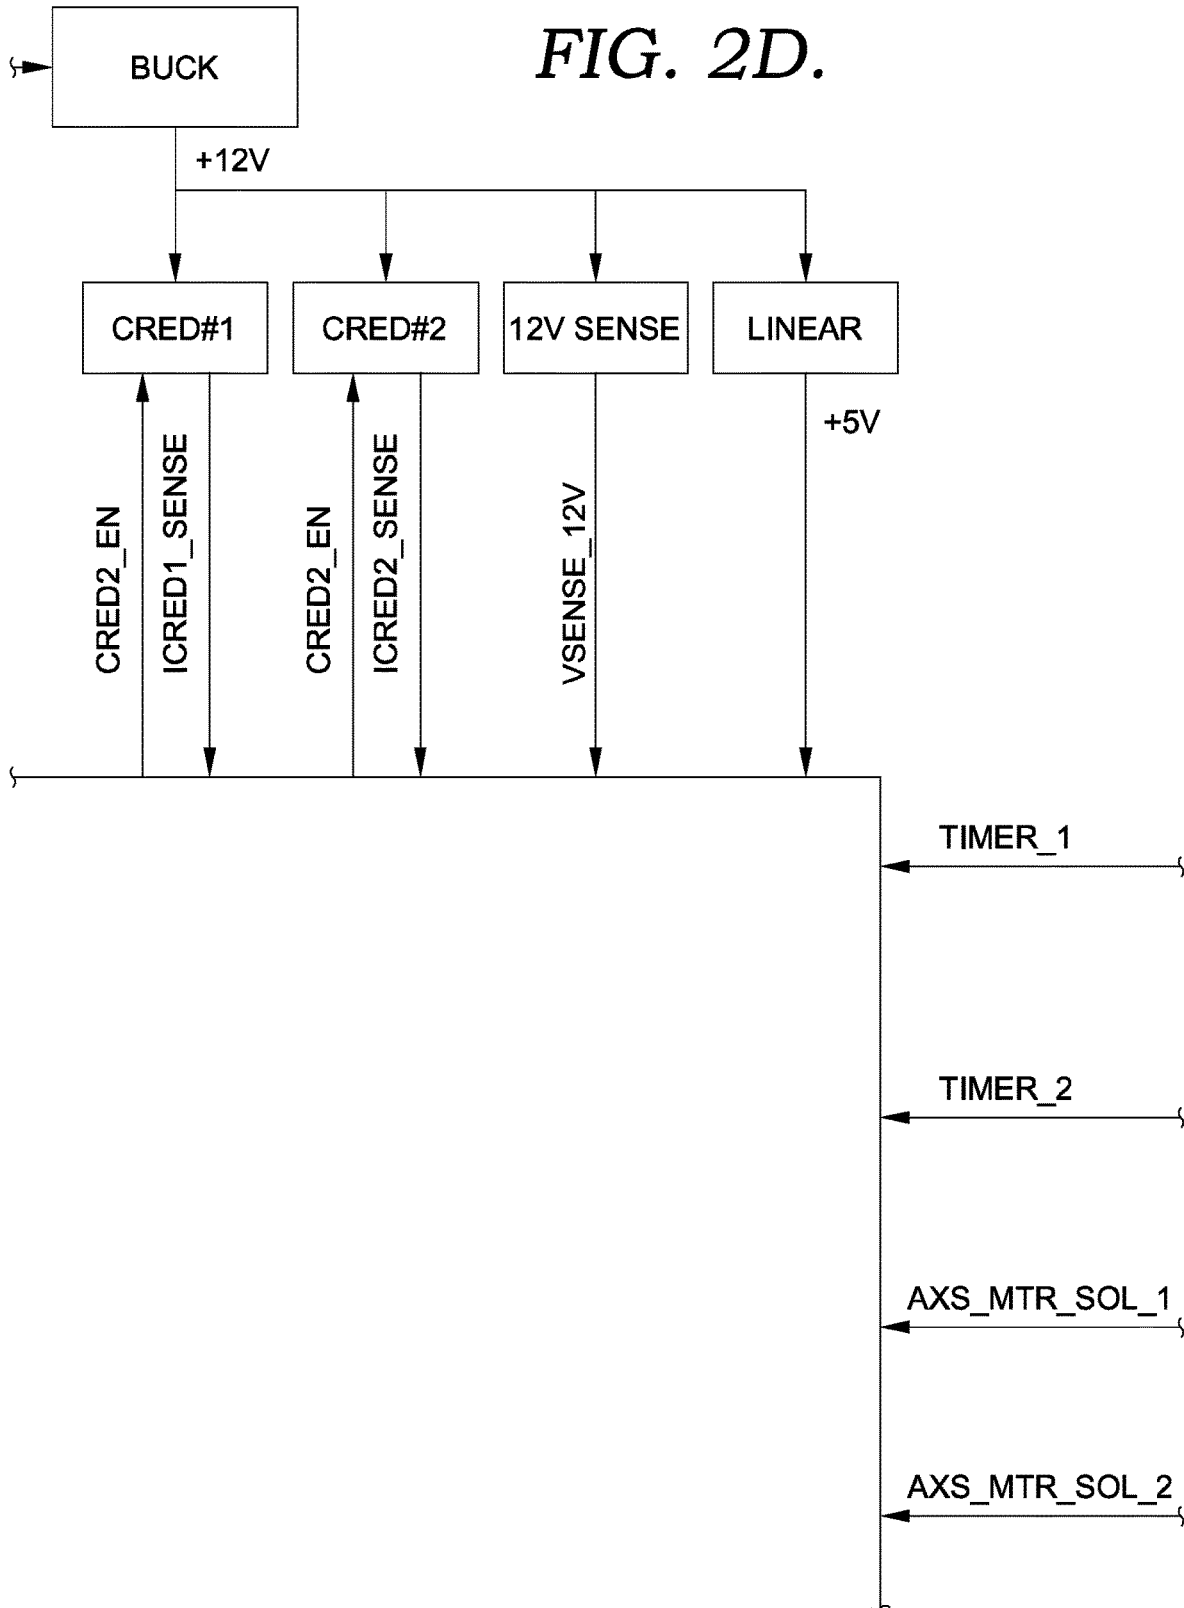 FIG. 2D.
BUCK
+12V
CRED#1
CRED#2
12V SENSE
LINEAR
+5V
CRED2_EN
ICRED1_SENSE
CRED2_EN
ICRED2_SENSE
VSENSE_12V
TIMER_1
TIMER_2
AXS_MTR_SOL_1
AXS_MTR_SOL_2